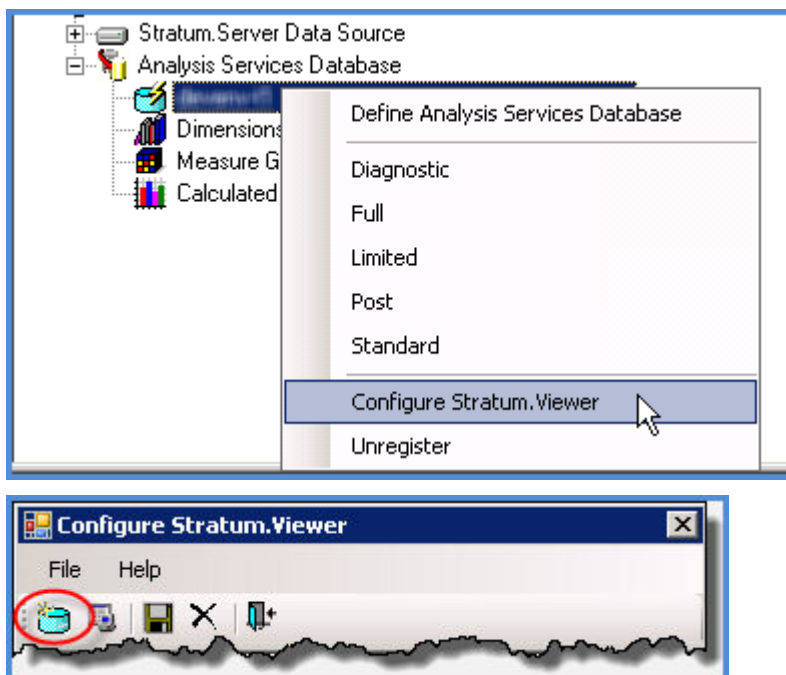 Stratum.Server Data Source
Analysis Services Database
Define Analysis Services Database
Dimensions
Measure G
Diagnostic
Calculated
Full
Limited
Post
Standard
Configure Stratum.Viewer
Unregister
Configure Stratum.Viewer
File Help